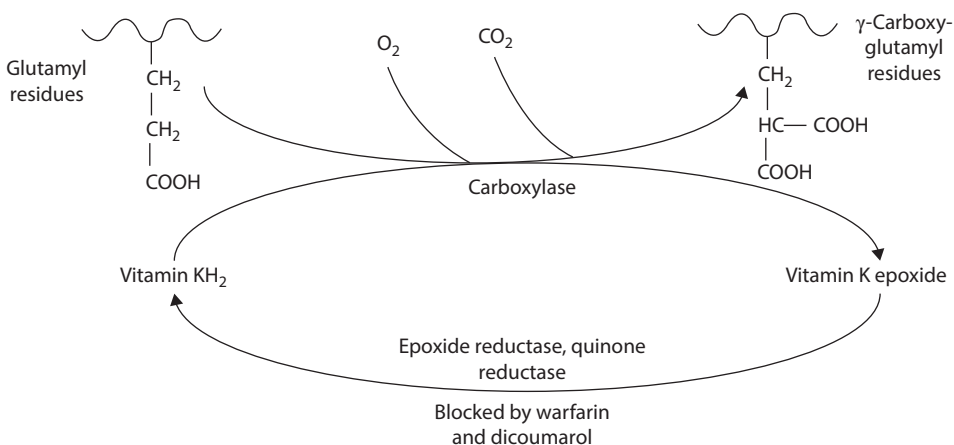 Glutamyl
residues
CH₂
CH₂
COOH
O₂
CO₂
γ-Carboxy-
glutamyl
residues
CH₂
HC — COOH
COOH
Carboxylase
Vitamin KH₂
Vitamin K epoxide
Epoxide reductase, quinone
reductase
Blocked by warfarin
and dicoumarol